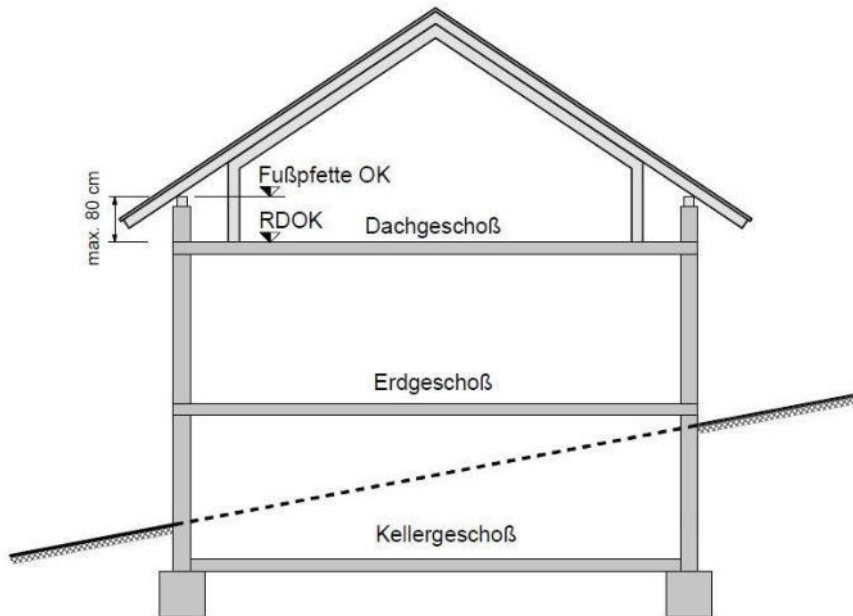 Fußpfette OK
max. 80 cm
RDOK
Dachgeschoß
Erdgeschoß
Kellergeschoß